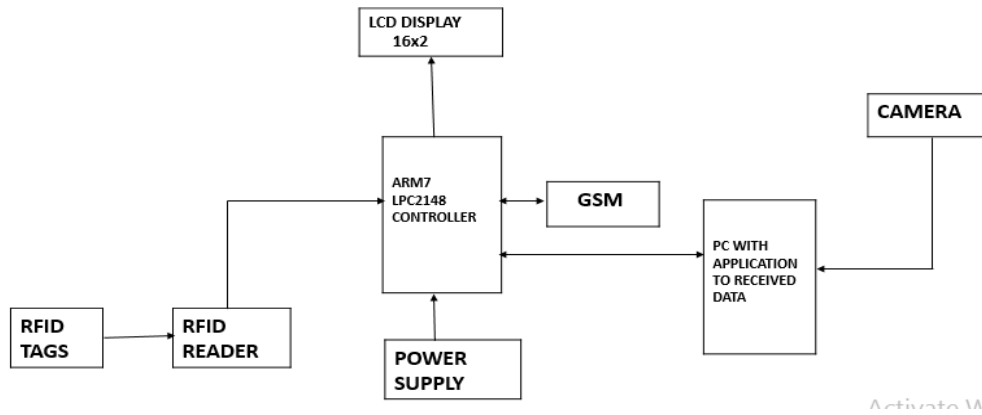 LCD DISPLAY
16x2
CAMERA
ARM7
LPC2148
CONTROLLER
GSM
PC WITH
APPLICATION
TO RECEIVED
DATA
RFID
TAGS
RFID
READER
POWER
SUPPLY
Activate W